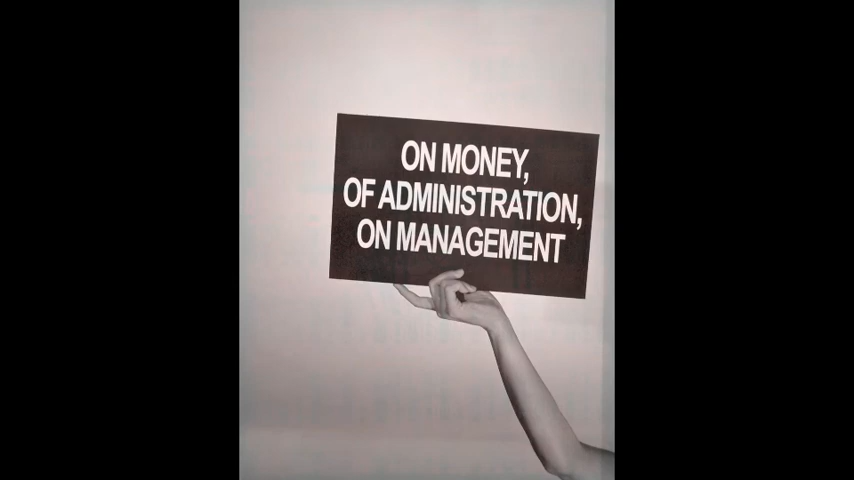 ON MONEY,
OF ADMINISTRATION,
ON MANAGEMENT